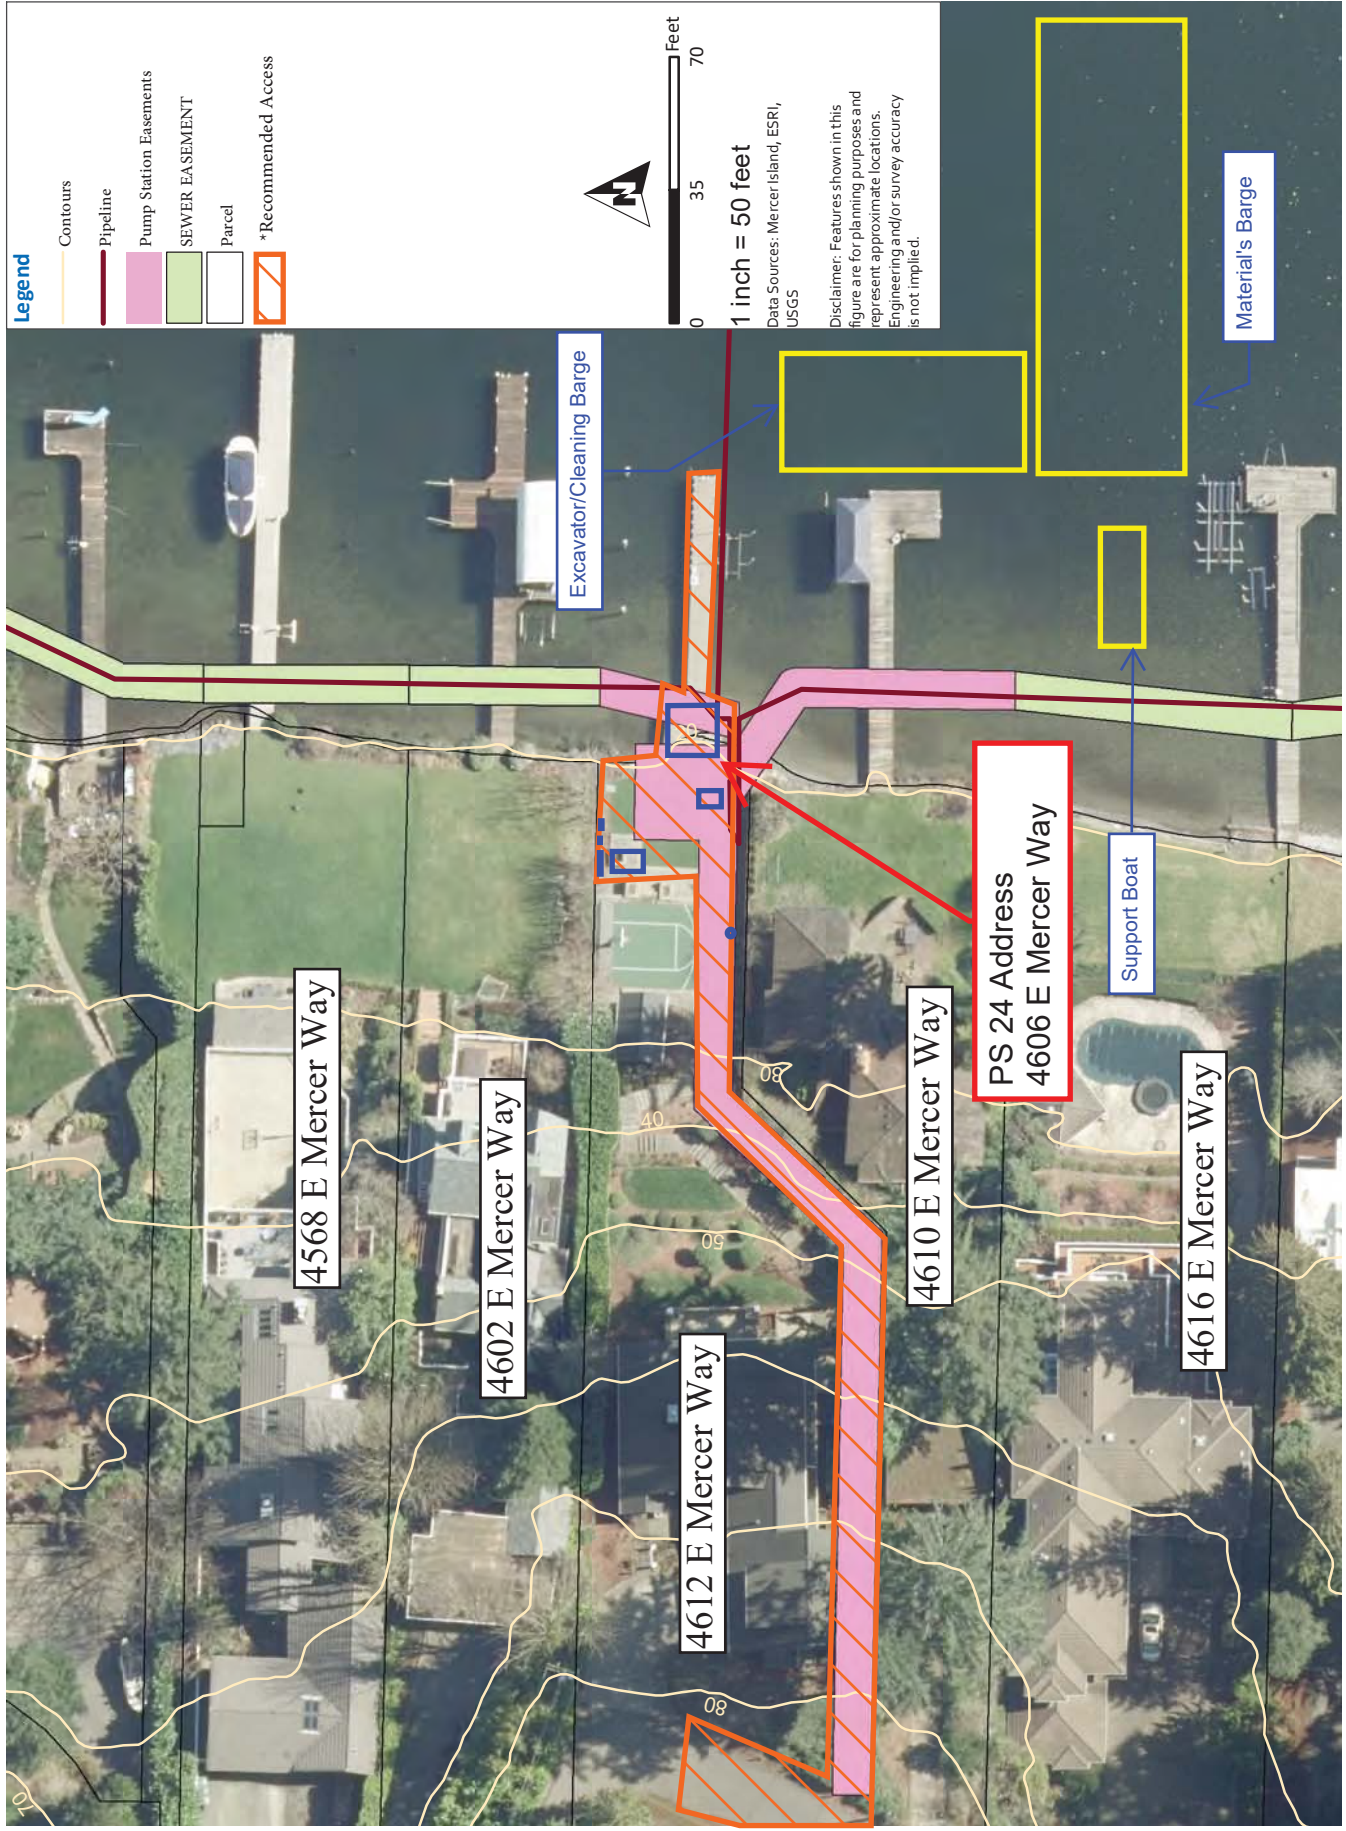 Legend
Contours
Pipeline
Pump Station Easements
SEWER EASEMENT
Parcel
*Recommended Access
N
0 35 70
Feet
1 inch = 50 feet
Data Sources: Mercer Island, ESRI,
USGS
Disclaimer: Features shown in this
figure are for planning purposes and
represent approximate locations.
Engineering and/or survey accuracy
is not implied.
Excavator/Cleaning Barge
Material's Barge
Support Boat
PS 24 Address
4606 E Mercer Way
4568 E Mercer Way
4602 E Mercer Way
4612 E Mercer Way
4610 E Mercer Way
4616 E Mercer Way
40
50
80
70